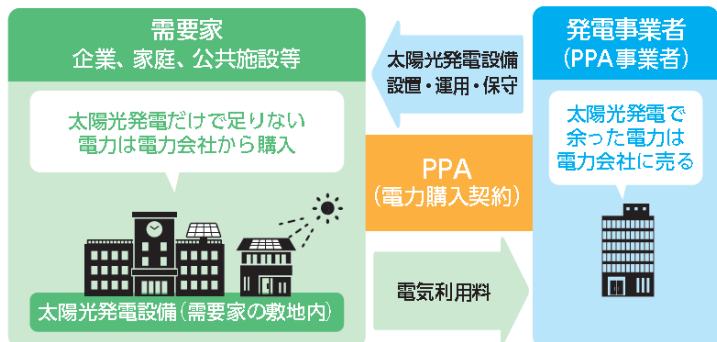 需要家
企業、家庭、公共施設等
太陽光発電だけで足りない
電力は電力会社から購入
太陽光発電設備(需要家の敷地内)
太陽光発電設備
設置・運用・保守
PPA
(電力購入契約)
電気利用料
発電事業者
(PPA事業者)
太陽光発電で
余った電力は
電力会社に売る